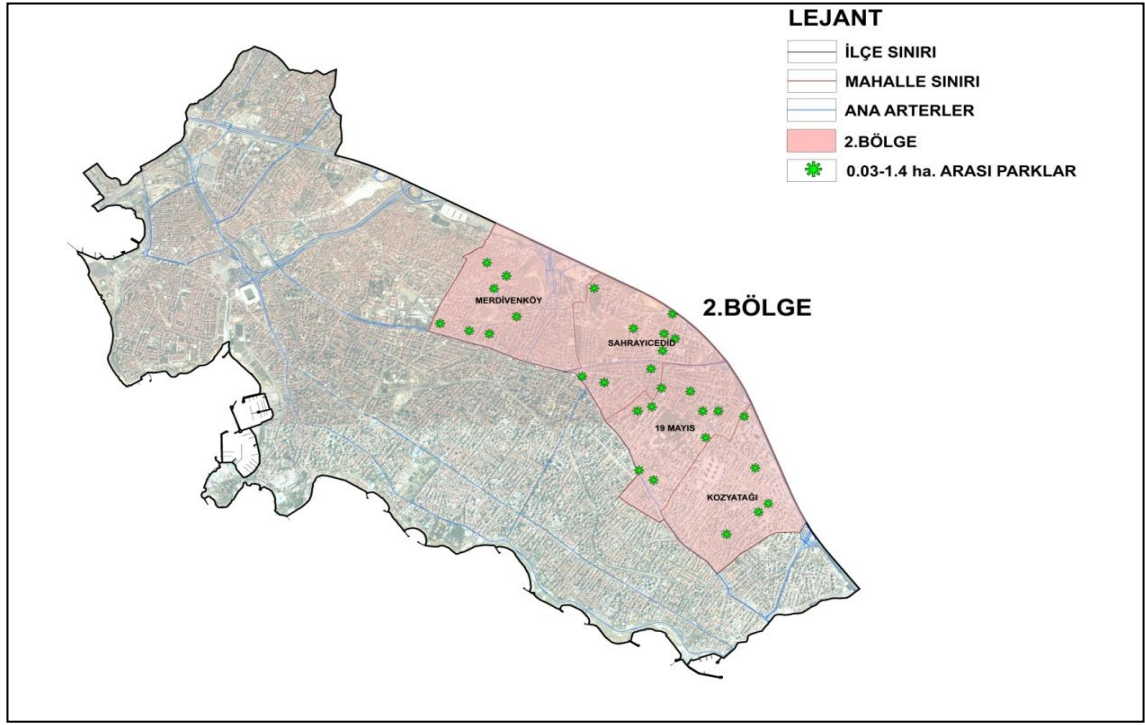 LEJANT
İLÇE SINIRI
MAHALLE SINIRI
ANA ARTERLER
2.BÖLGE
0.03-1.4 ha. ARASI PARKLAR
2.BÖLGE
MERDİVENKÖY
SAHRAYICEDİD
19 MAYIS
KOZYATAĞI